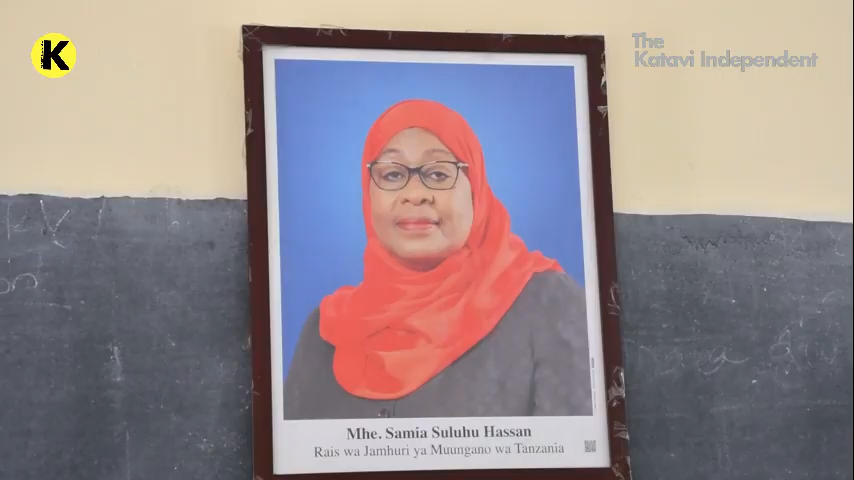 K
The
Katavi Independent
Mhe. Samia Suluhu Hassan
Rais wa Jamhuri ya Muungano wa Tanzania